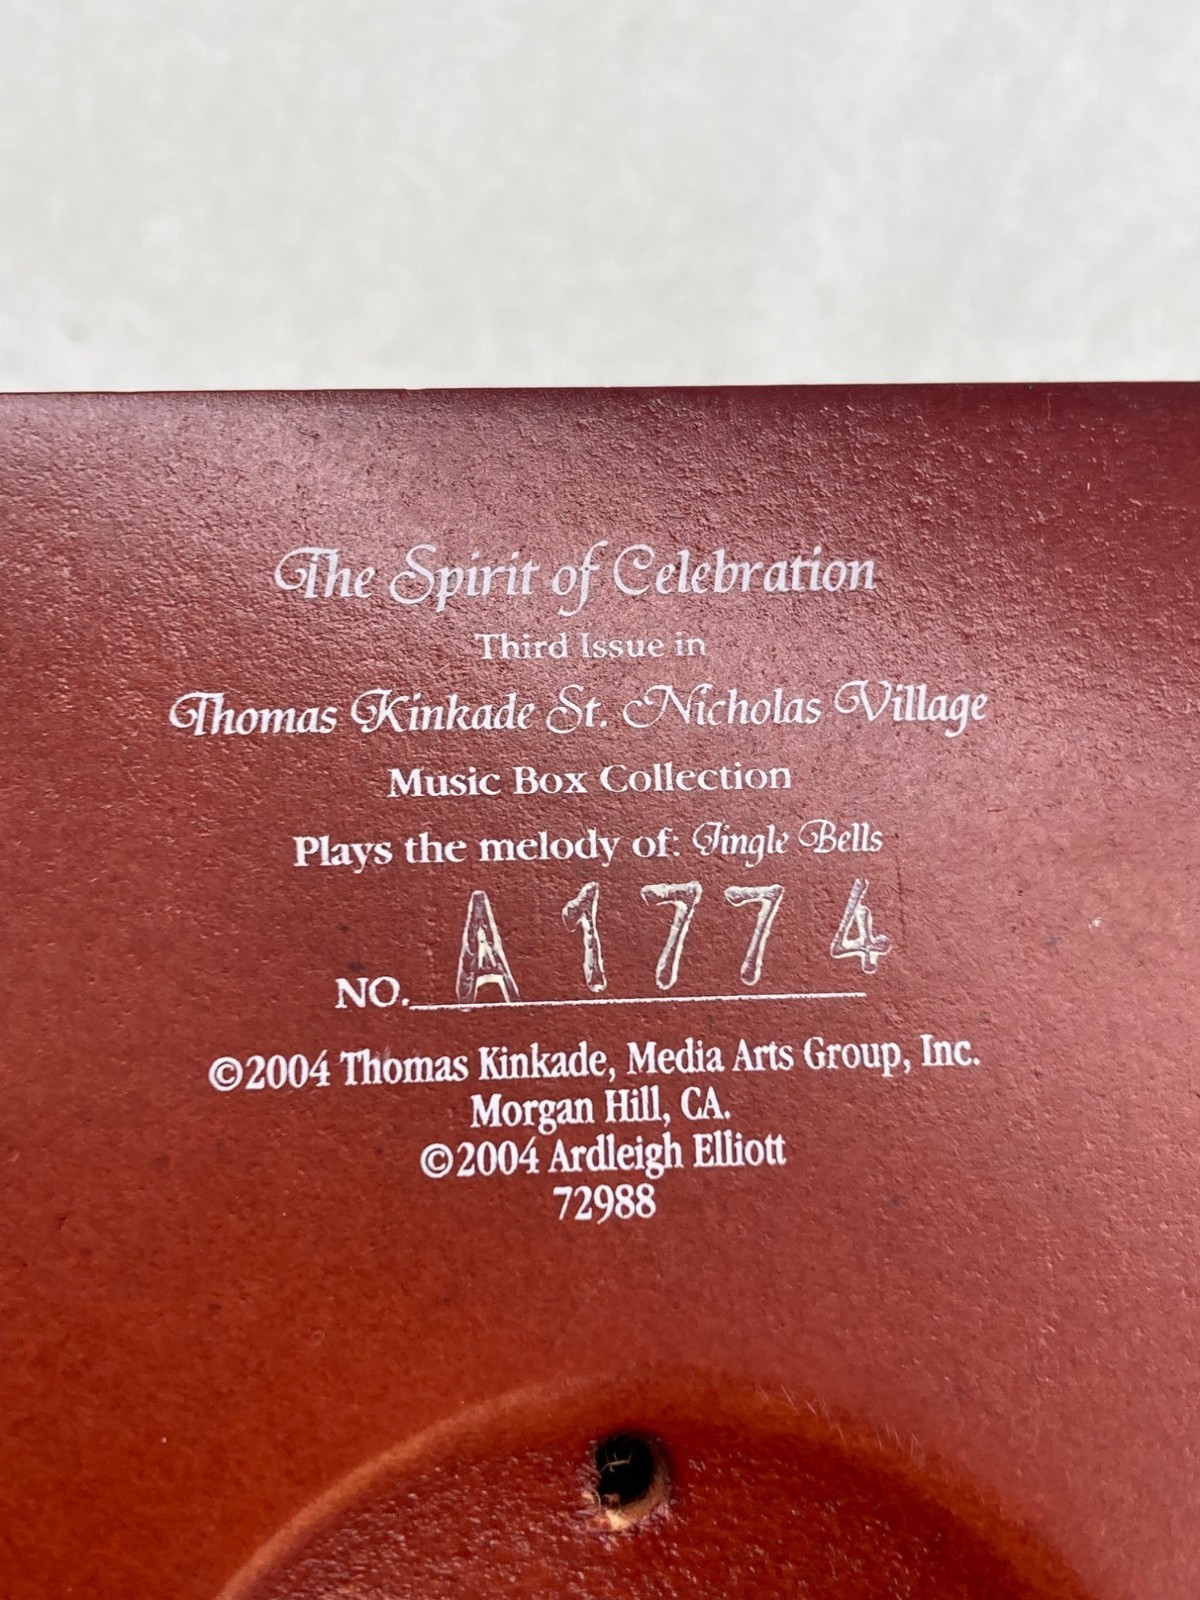 The Spirit of Celebration
Third Issue in
Thomas Kinkade St. Nicholas Village
Music Box Collection
Plays the melody of: Jingle Bells
NO. A1774
©2004 Thomas Kinkade, Media Arts Group, Inc.
Morgan Hill, CA.
©2004 Ardleigh Elliott
72988